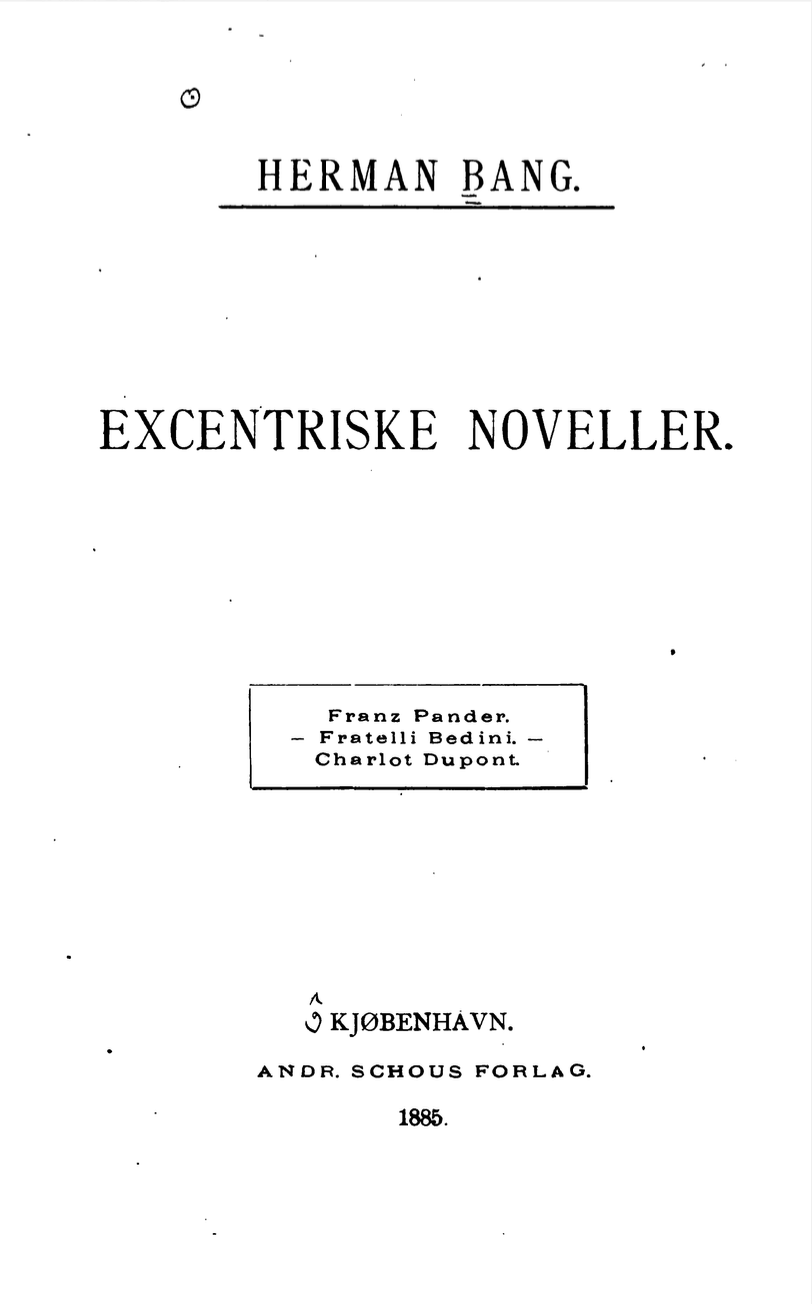 HERMAN BANG.
EXCENTRISKE NOVELLER.
Franz Pander.
— Fratelli Bedini. —
Charlot Dupont.
KJØBENHAVN.
ANDR. SCHOUS FORLAG.
1885.